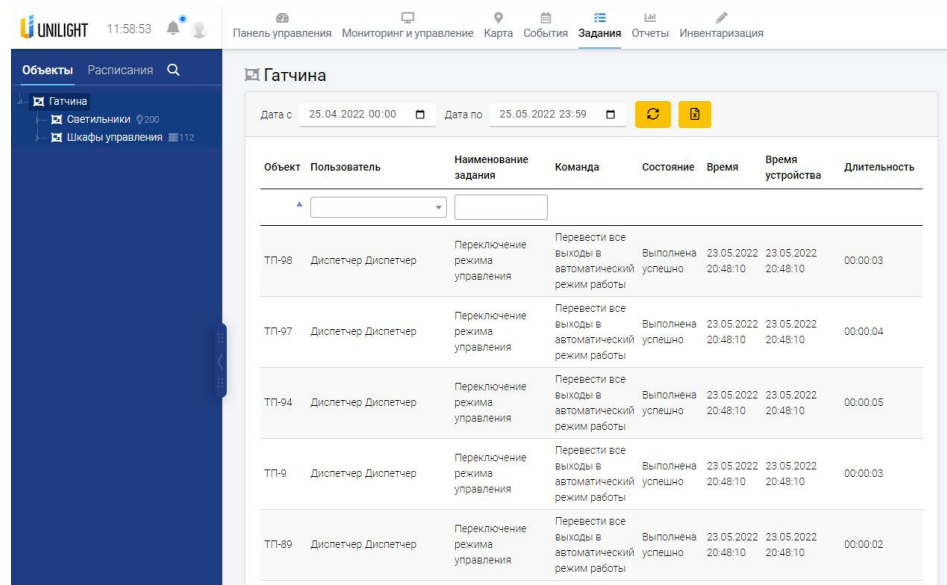 UNILIGHT 11:58:53
Панель управления Мониторинг и управление Карта События Задания Отчеты Инвентаризация
Объекты Расписания
Гатчина
Светильники 200
Шкафы управления 112
Гатчина
Дата с 25.04.2022 00:00 Дата по 25.05.2022 23:59
Объект Пользователь Наименование задания Команда Состояние Время Время устройства Длительность
ТП-98 Диспетчер Диспетчер Переключение режима управления Перевести все выходы в автоматический режим работы Выполнена успешно 23.05.2022 20:48:10 23.05.2022 20:48:10 00:00:03
ТП-97 Диспетчер Диспетчер Переключение режима управления Перевести все выходы в автоматический режим работы Выполнена успешно 23.05.2022 20:48:10 23.05.2022 20:48:10 00:00:04
ТП-94 Диспетчер Диспетчер Переключение режима управления Перевести все выходы в автоматический режим работы Выполнена успешно 23.05.2022 20:48:10 23.05.2022 20:48:10 00:00:05
ТП-9 Диспетчер Диспетчер Переключение режима управления Перевести все выходы в автоматический режим работы Выполнена успешно 23.05.2022 20:48:10 23.05.2022 20:48:10 00:00:03
ТП-89 Диспетчер Диспетчер Переключение режима управления Перевести все выходы в автоматический режим работы Выполнена успешно 23.05.2022 20:48:10 23.05.2022 20:48:10 00:00:02